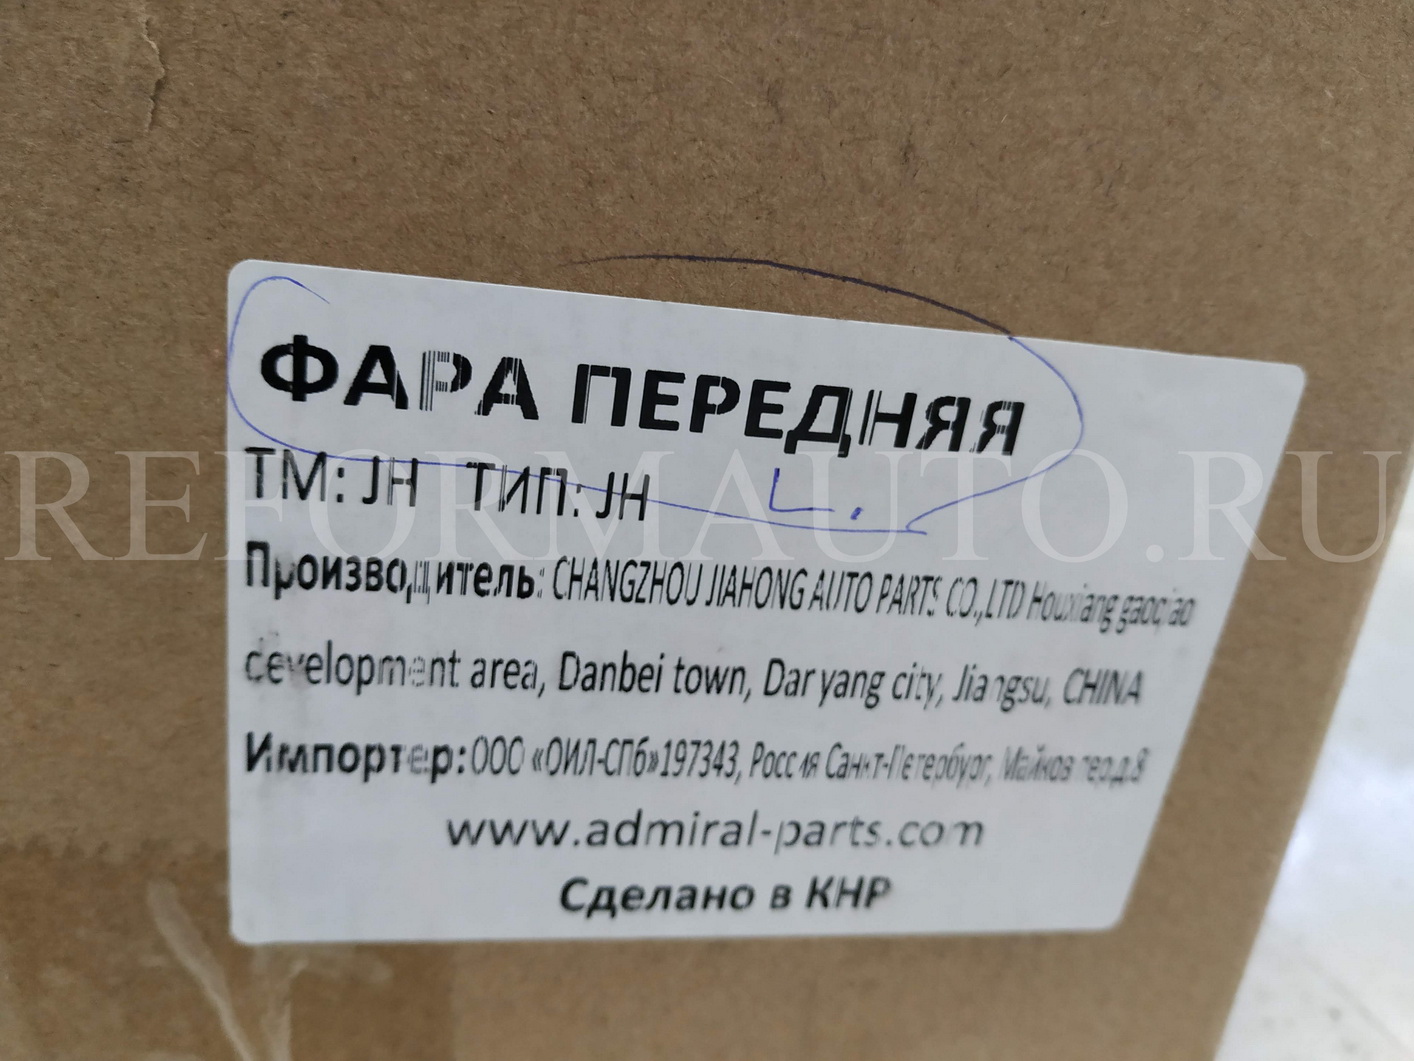 ФАРА ПЕРЕДНЯЯ
ТМ: JH ТИП: JH
L.
REFORMAUTO.RU
Производитель: CHANGZHOU JIAHONG AUTO PARTS CO.,LTD Houxiang gaoqiao
development area, Danbei town, Danyang city, Jiangsu, CHINA
Импортер: ООО «ОИЛ-СПб» 197343, Россия Санкт-Петербург, Майков пер.д.8
www.admiral-parts.com
Сделано в КНР